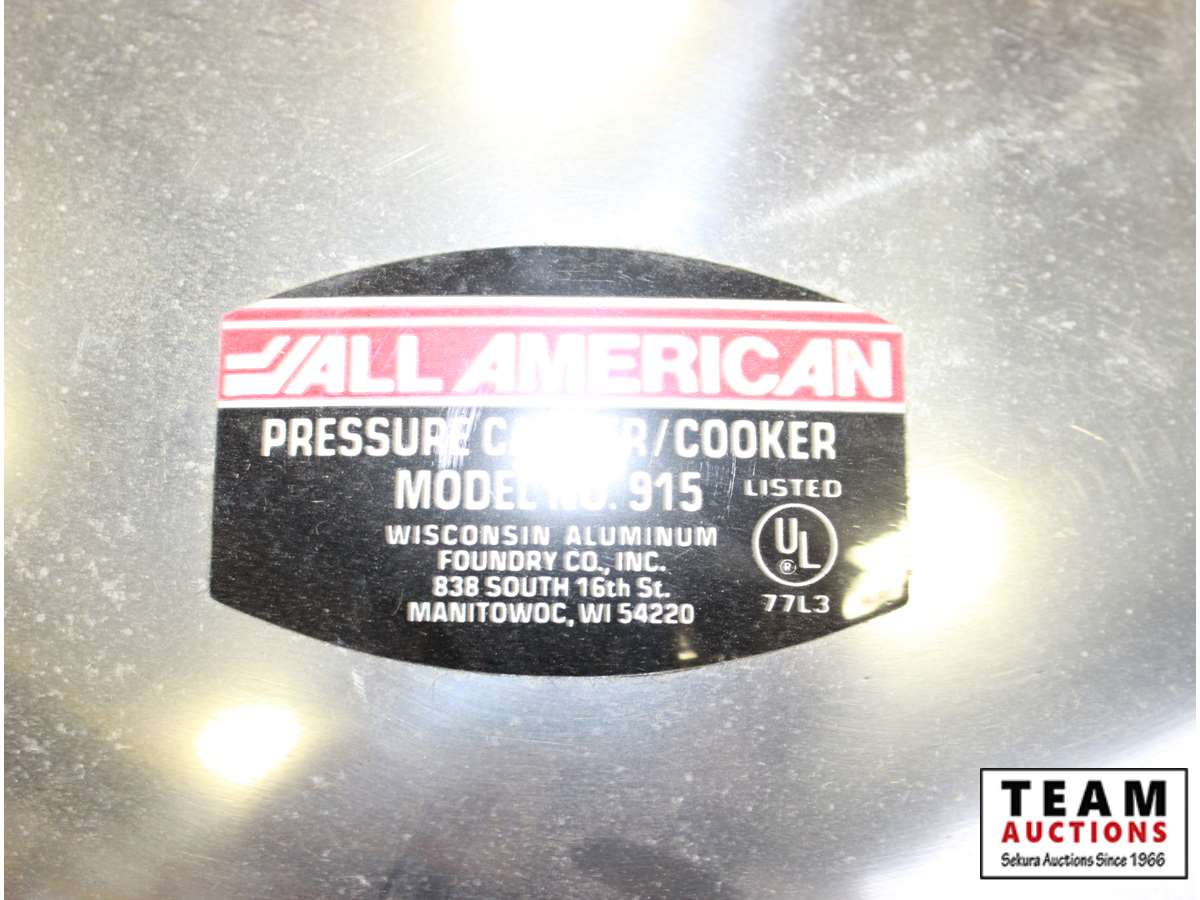 ALL AMERICAN
PRESSURE CANNER/COOKER
MODEL NO. 915
LISTED
WISCONSIN ALUMINUM
FOUNDRY CO., INC.
838 SOUTH 16th St.
MANITOWOC, WI 54220
UL
®
77L3
TEAM
AUCTIONS
Sekura Auctions Since 1966